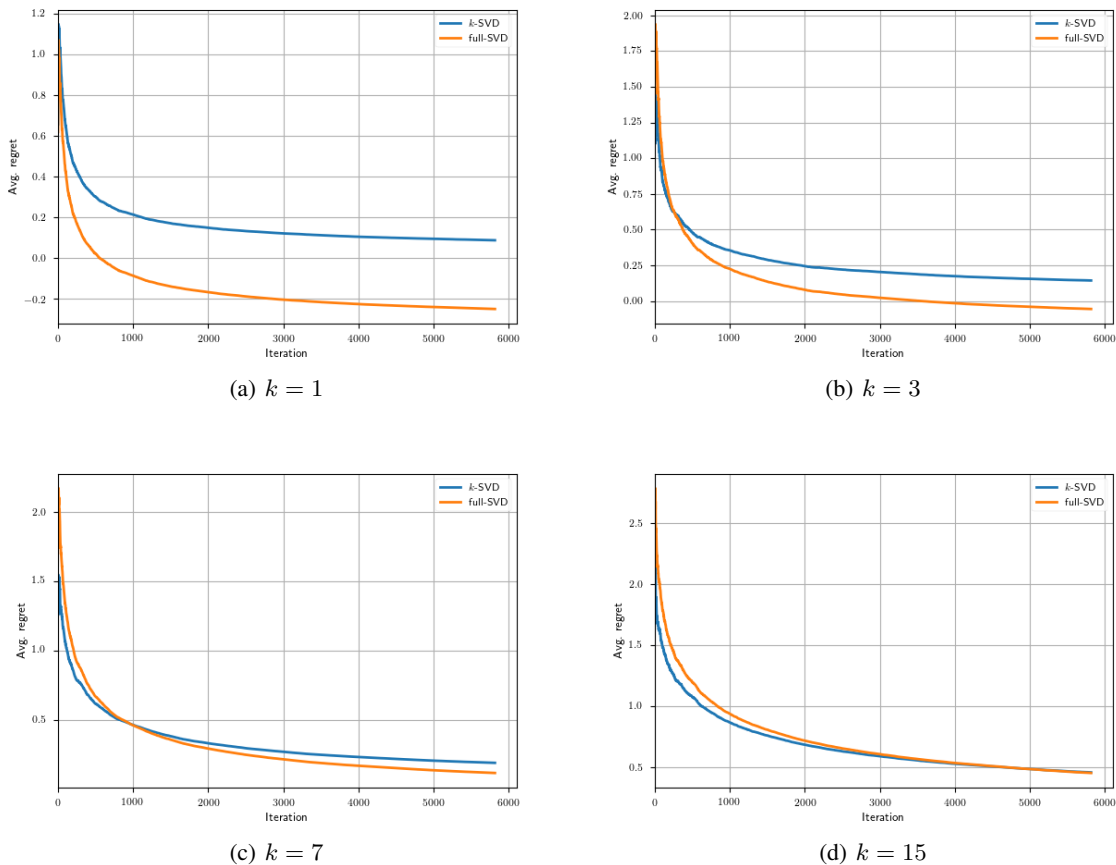 1.2
1.0
0.8
0.6
0.4
0.2
0.0
−0.2
Avg. regret
k-SVD
full-SVD
0 1000 2000 3000 4000 5000 6000
Iteration
(a) k = 1
2.00
1.75
1.50
1.25
1.00
0.75
0.50
0.25
0.00
Avg. regret
k-SVD
full-SVD
0 1000 2000 3000 4000 5000 6000
Iteration
(b) k = 3
2.0
1.5
1.0
0.5
Avg. regret
k-SVD
full-SVD
0 1000 2000 3000 4000 5000 6000
Iteration
(c) k = 7
2.5
2.0
1.5
1.0
0.5
Avg. regret
k-SVD
full-SVD
0 1000 2000 3000 4000 5000 6000
Iteration
(d) k = 15